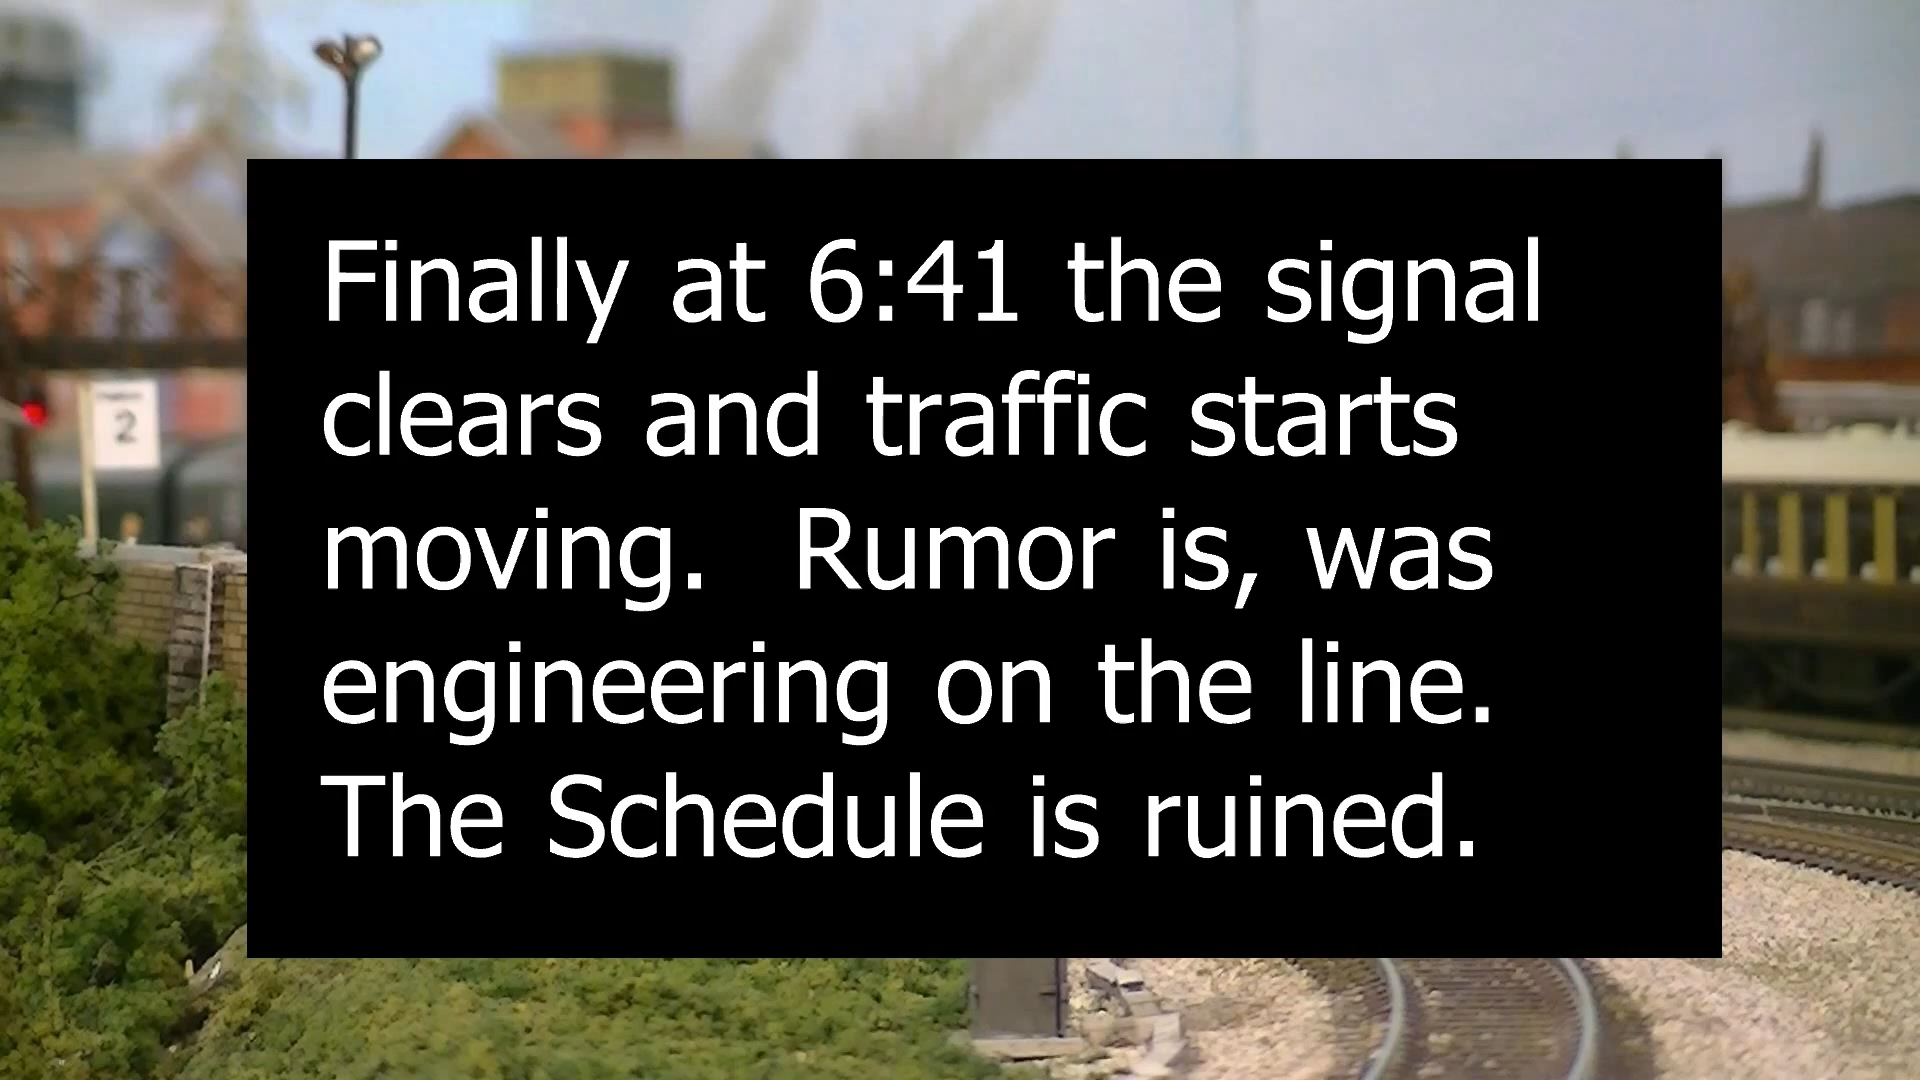 Finally at 6:41 the signal
clears and traffic starts
moving.  Rumor is, was
engineering on the line.
The Schedule is ruined.
2